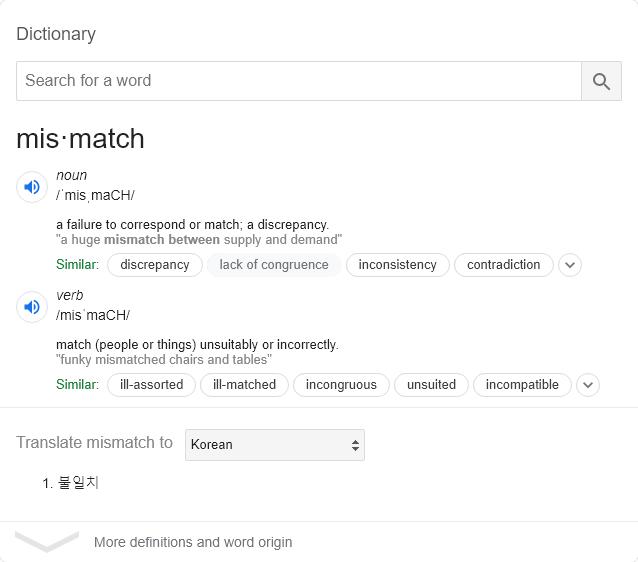 Dictionary
Search for a word
mis·match
noun
/ˈmisˌmaCH/
a failure to correspond or match; a discrepancy.
"a huge mismatch between supply and demand"
Similar: discrepancy lack of congruence inconsistency contradiction
verb
/misˈmaCH/
match (people or things) unsuitably or incorrectly.
"funky mismatched chairs and tables"
Similar: ill-assorted ill-matched incongruous unsuited incompatible
Translate mismatch to Korean
1. 불일치
More definitions and word origin